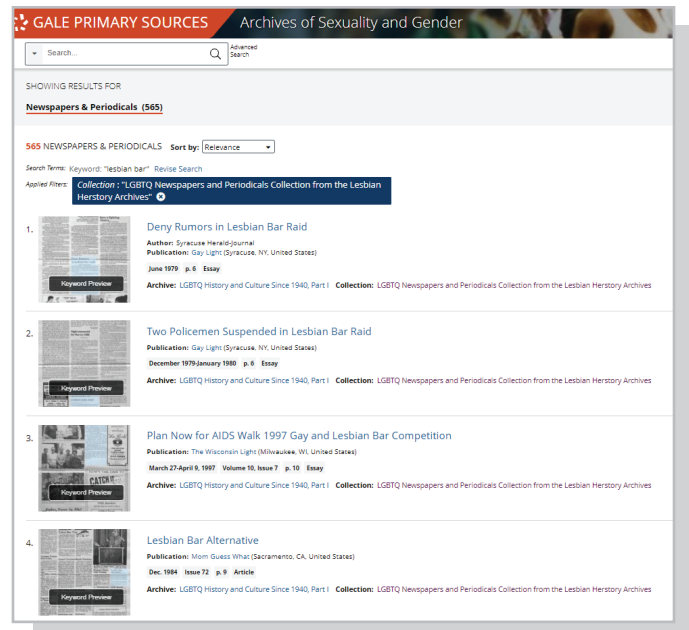 GALE PRIMARY SOURCES Archives of Sexuality and Gender
Search... Advanced
Search
SHOWING RESULTS FOR
Newspapers & Periodicals (565)
565 NEWSPAPERS & PERIODICALS Sort by: Relevance
Search Terms: Keyword: "lesbian bar" Revise Search
Applied Filters: Collection : "LGBTQ Newspapers and Periodicals Collection from the Lesbian
Herstory Archives"
1. Deny Rumors in Lesbian Bar Raid
Author: Syracuse Herald-Journal
Publication: Gay Light (Syracuse, NY, United States)
June 1979 p. 6 Essay
Keyword Preview
Archive: LGBTQ History and Culture Since 1940, Part I Collection: LGBTQ Newspapers and Periodicals Collection from the Lesbian Herstory Archives
2. Two Policemen Suspended in Lesbian Bar Raid
Publication: Gay Light (Syracuse, NY, United States)
December 1979-January 1980 p. 6 Essay
Archive: LGBTQ History and Culture Since 1940, Part I Collection: LGBTQ Newspapers and Periodicals Collection from the Lesbian Herstory Archives
Keyword Preview
3. Plan Now for AIDS Walk 1997 Gay and Lesbian Bar Competition
Publication: The Wisconsin Light (Milwaukee, WI, United States)
March 27-April 9, 1997 Volume 10, Issue 7 p. 10 Essay
Archive: LGBTQ History and Culture Since 1940, Part I Collection: LGBTQ Newspapers and Periodicals Collection from the Lesbian Herstory Archives
CATCH
Keyword Preview
4. Lesbian Bar Alternative
Publication: Mom Guess What (Sacramento, CA, United States)
Dec. 1984 Issue 72 p. 9 Article
Archive: LGBTQ History and Culture Since 1940, Part I Collection: LGBTQ Newspapers and Periodicals Collection from the Lesbian Herstory Archives
Keyword Preview